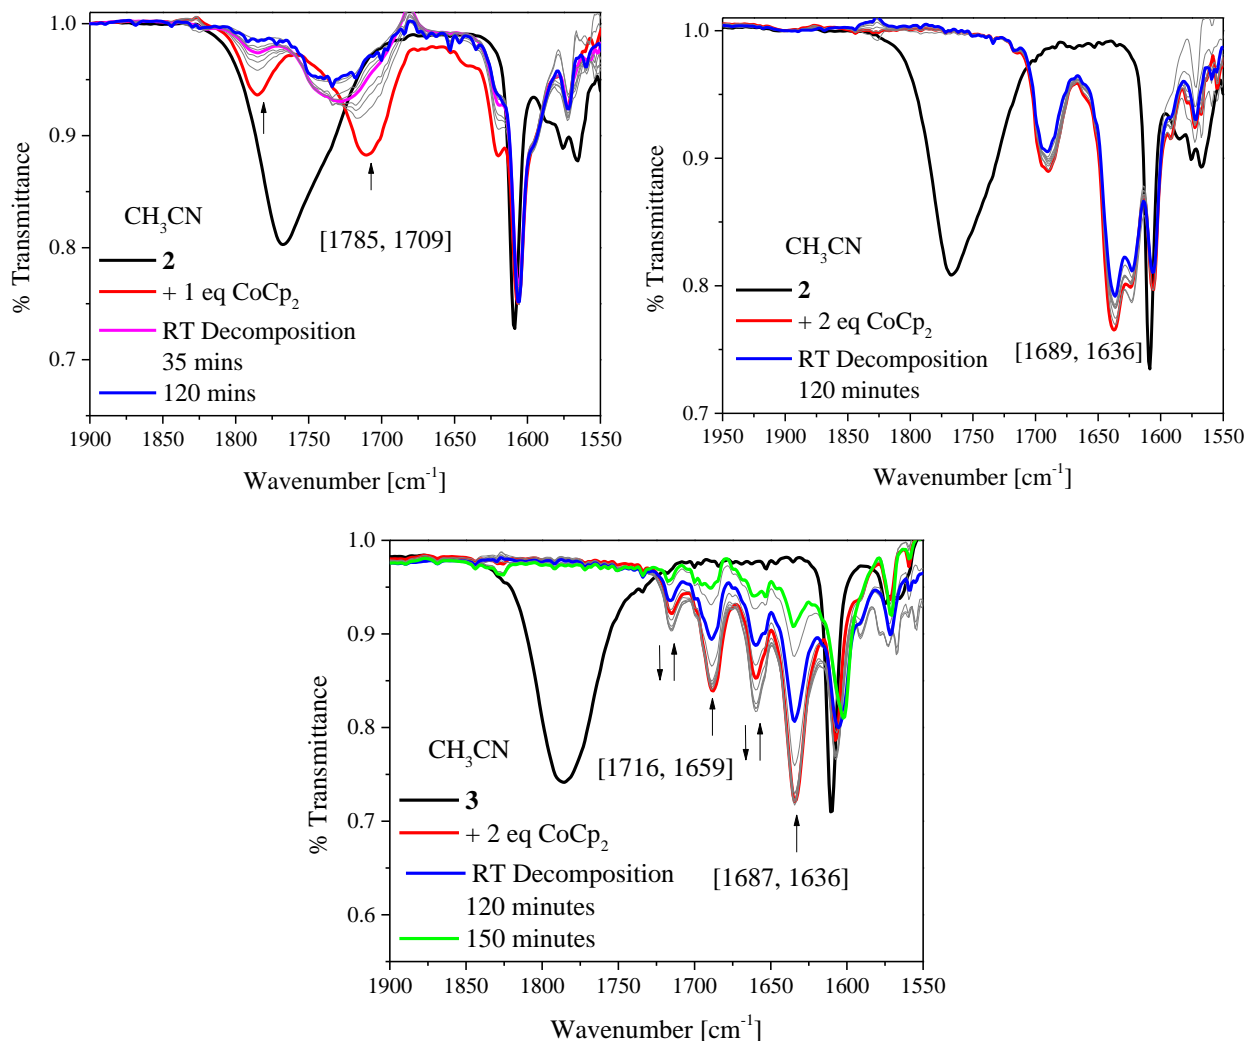 1.0
0.9
0.8
0.7
% Transmittance
CH3CN
2
+ 1 eq CoCp2
RT Decomposition
35 mins
120 mins
[1785, 1709]
1900 1850 1800 1750 1700 1650 1600 1550
Wavenumber [cm-1]
1.0
0.9
0.8
0.7
% Transmittance
CH3CN
2
+ 2 eq CoCp2
RT Decomposition
120 minutes
[1689, 1636]
1950 1900 1850 1800 1750 1700 1650 1600 1550
Wavenumber [cm-1]
1.0
0.9
0.8
0.7
0.6
% Transmittance
CH3CN
[1716, 1659]
3
+ 2 eq CoCp2
RT Decomposition
120 minutes
150 minutes
[1687, 1636]
1900 1850 1800 1750 1700 1650 1600 1550
Wavenumber [cm-1]